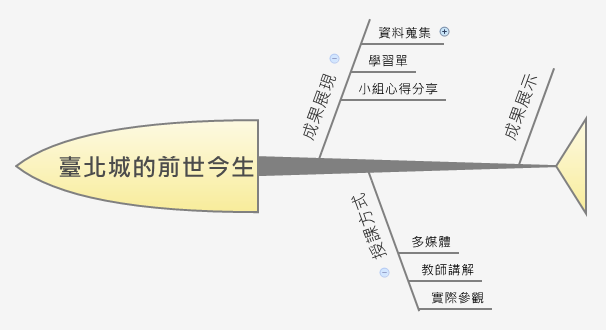 臺北城的前世今生
成果展現
資料蒐集
學習單
小組心得分享
成果展示
授課方式
多媒體
教師講解
實際參觀